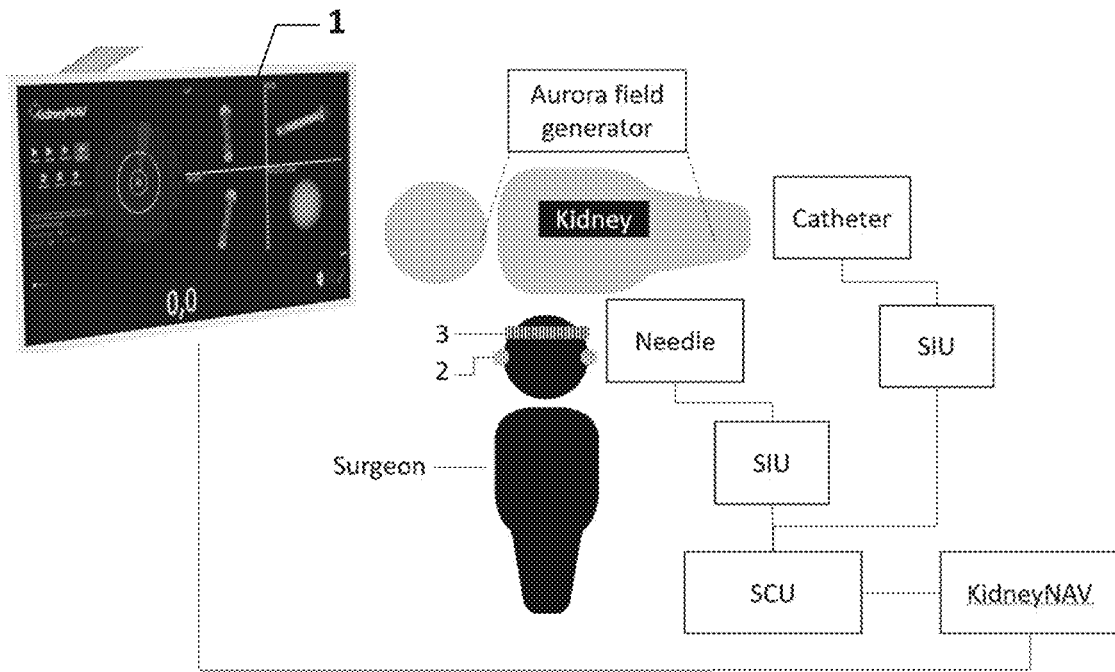 1
KidneyNAV
Aurora field
generator
Kidney
Catheter
0,0
3
2
Needle
SIU
Surgeon
SIU
SCU
KidneyNAV